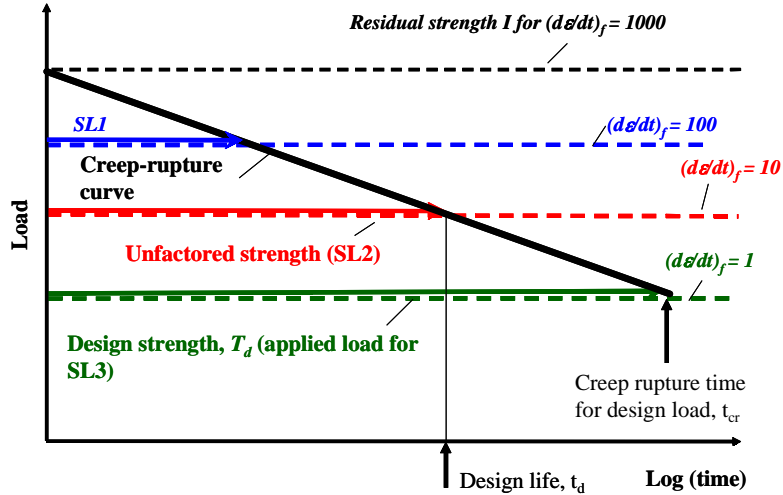 Residual strength I for (dε/dt)f = 1000
SL1
(dε/dt)f = 100
Creep-rupture
curve
(dε/dt)f = 10
Load
Unfactored strength (SL2)
(dε/dt)f = 1
Design strength, Td (applied load for
SL3)
Creep rupture time
for design load, tcr
Design life, td
Log (time)